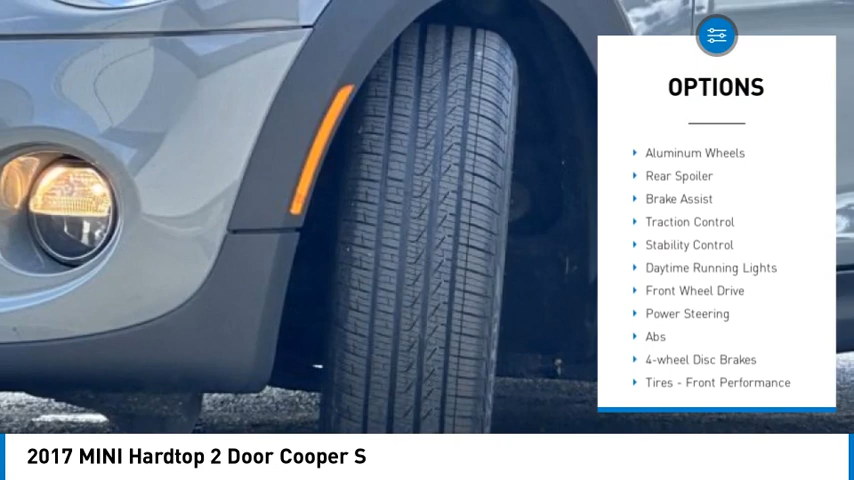 OPTIONS
Aluminum Wheels
Rear Spoiler
Brake Assist
Traction Control
Stability Control
Daytime Running Lights
Front Wheel Drive
Power Steering
Abs
4-wheel Disc Brakes
Tires - Front Performance
2017 MINI Hardtop 2 Door Cooper S